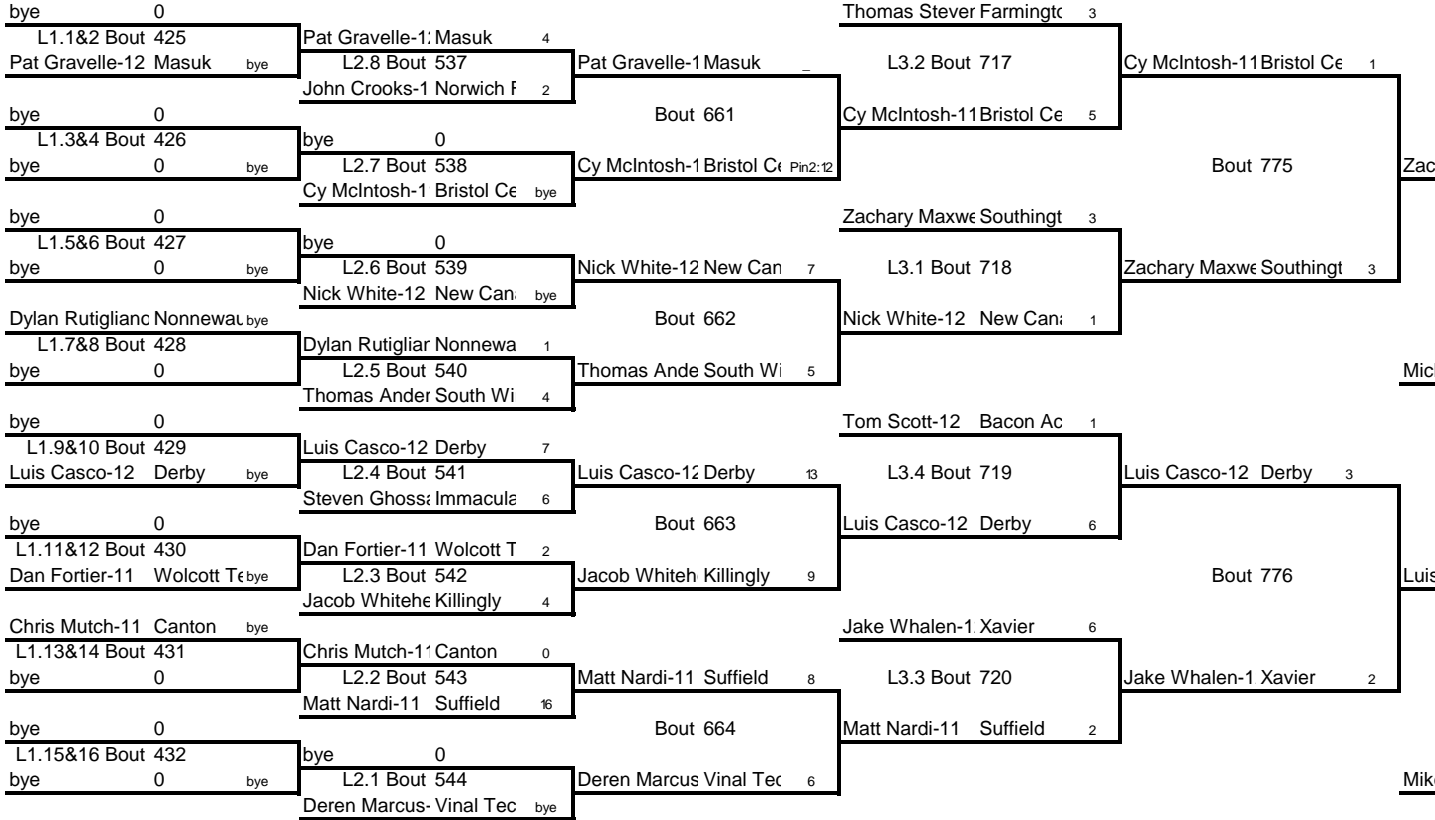 bye 0
L1.1&2 Bout 425
Pat Gravelle-12 Masuk bye
bye 0
L1.3&4 Bout 426
bye 0 bye
bye 0
L1.5&6 Bout 427
bye 0 bye
Dylan Rutiglianc Nonnewau bye
L1.7&8 Bout 428
bye 0
bye 0
L1.9&10 Bout 429
Luis Casco-12 Derby bye
bye 0
L1.11&12 Bout 430
Dan Fortier-11 Wolcott Te bye
Chris Mutch-11 Canton bye
L1.13&14 Bout 431
bye 0
bye 0
L1.15&16 Bout 432
bye 0 bye
Pat Gravelle-1 Masuk 4
L2.8 Bout 537
John Crooks-1 Norwich F 2
bye 0
L2.7 Bout 538
Cy McIntosh-1 Bristol Ce bye
bye 0
L2.6 Bout 539
Nick White-12 New Can bye
Dylan Rutigliar Nonnewa 1
L2.5 Bout 540
Thomas Ander South Wi 4
Luis Casco-12 Derby 7
L2.4 Bout 541
Steven Ghossa Immacula 6
Dan Fortier-11 Wolcott T 2
L2.3 Bout 542
Jacob Whitehe Killingly 4
Chris Mutch-11 Canton 0
L2.2 Bout 543
Matt Nardi-11 Suffield 16
bye 0
L2.1 Bout 544
Deren Marcus- Vinal Tec bye
Pat Gravelle-1 Masuk _
Bout 661
Cy McIntosh-1 Bristol Ce Pin2:12
Nick White-12 New Can 7
Bout 662
Thomas Ande South Wi 5
Luis Casco-12 Derby 13
Bout 663
Jacob Whiteh Killingly 9
Matt Nardi-11 Suffield 8
Bout 664
Deren Marcus Vinal Tec 6
Thomas Stever Farmingto 3
L3.2 Bout 717
Cy McIntosh-11 Bristol Ce 5
Zachary Maxwe Southingt 3
L3.1 Bout 718
Nick White-12 New Cana 1
Tom Scott-12 Bacon Ac 1
L3.4 Bout 719
Luis Casco-12 Derby 6
Jake Whalen-1 Xavier 6
L3.3 Bout 720
Matt Nardi-11 Suffield 2
Cy McIntosh-11 Bristol Ce 1
Bout 775
Zachary Maxwe Southingt 3
Luis Casco-12 Derby 3
Bout 776
Jake Whalen-1 Xavier 2
Zac
Mic
Luis
Mike